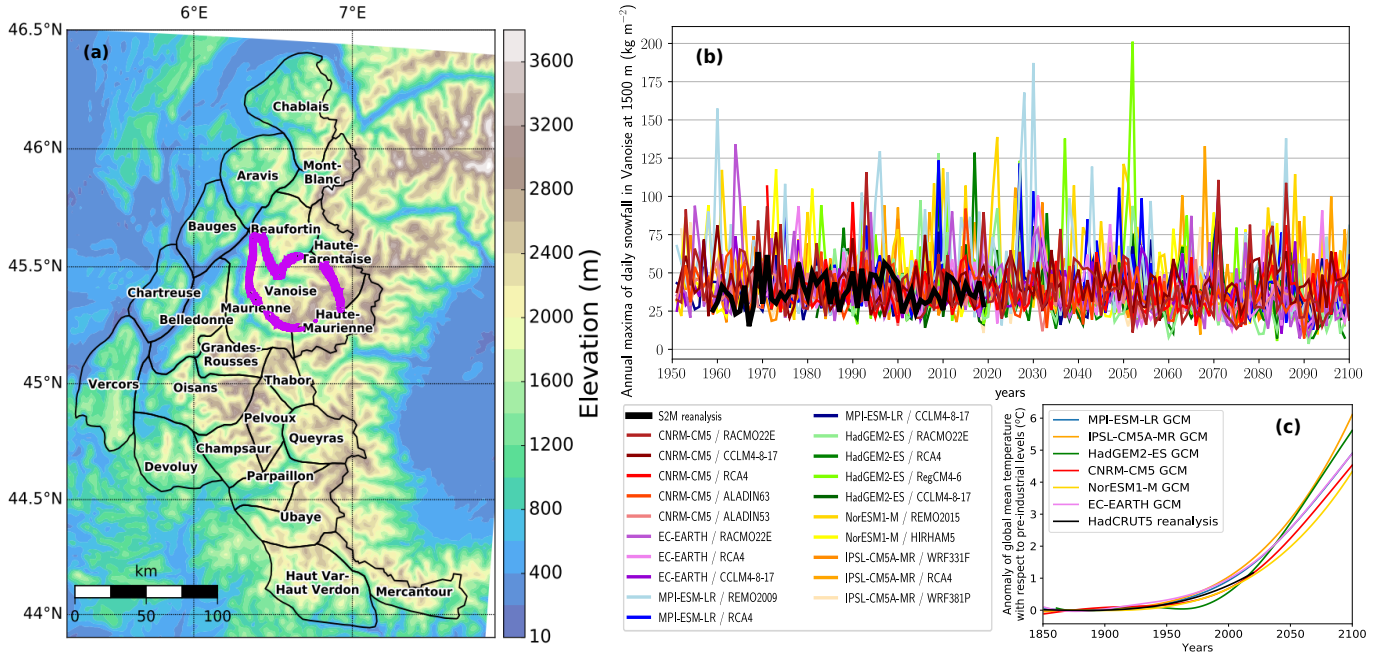 6°E
7°E
46.5°N
46°N
45.5°N
45°N
44.5°N
44°N
(a)
Chablais
Mont-
Blanc
Aravis
Bauges
Beaufortin
Haute-
Tarentaise
Chartreuse
Vanoise
Maurienne
Belledonne
Haute-
Maurienne
Grandes-
Rousses
Vercors
Oisans
Thabor
Pelvoux
Queyras
Champsaur
Devoluy
Parpaillon
Ubaye
Haut Var-
Haut Verdon
Mercantour
km
0
50
100
3600
3200
2800
2400
2000
1600
1200
800
400
10
Elevation (m)
(b)
Annual maxima of daily snowfall in Vanoise at 1500 m (kg m⁻²)
200
175
150
125
100
75
50
25
0
1950
1960
1970
1980
1990
2000
2010
2020
2030
2040
2050
2060
2070
2080
2090
2100
years
S2M reanalysis
CNRM-CM5 / RACMO22E
CNRM-CM5 / CCLM4-8-17
CNRM-CM5 / RCA4
CNRM-CM5 / ALADIN63
CNRM-CM5 / ALADIN53
EC-EARTH / RACMO22E
EC-EARTH / RCA4
EC-EARTH / CCLM4-8-17
MPI-ESM-LR / REMO2009
MPI-ESM-LR / RCA4
MPI-ESM-LR / CCLM4-8-17
HadGEM2-ES / RACMO22E
HadGEM2-ES / RCA4
HadGEM2-ES / RegCM4-6
HadGEM2-ES / CCLM4-8-17
NorESM1-M / REMO2015
NorESM1-M / HIRHAM5
IPSL-CM5A-MR / WRF331F
IPSL-CM5A-MR / RCA4
IPSL-CM5A-MR / WRF381P
(c)
Anomaly of global mean temperature
with respect to pre-industrial levels (°C)
6
5
4
3
2
1
0
MPI-ESM-LR GCM
IPSL-CM5A-MR GCM
HadGEM2-ES GCM
CNRM-CM5 GCM
NorESM1-M GCM
EC-EARTH GCM
HadCRUT5 reanalysis
1850
1900
1950
2000
2050
2100
Years